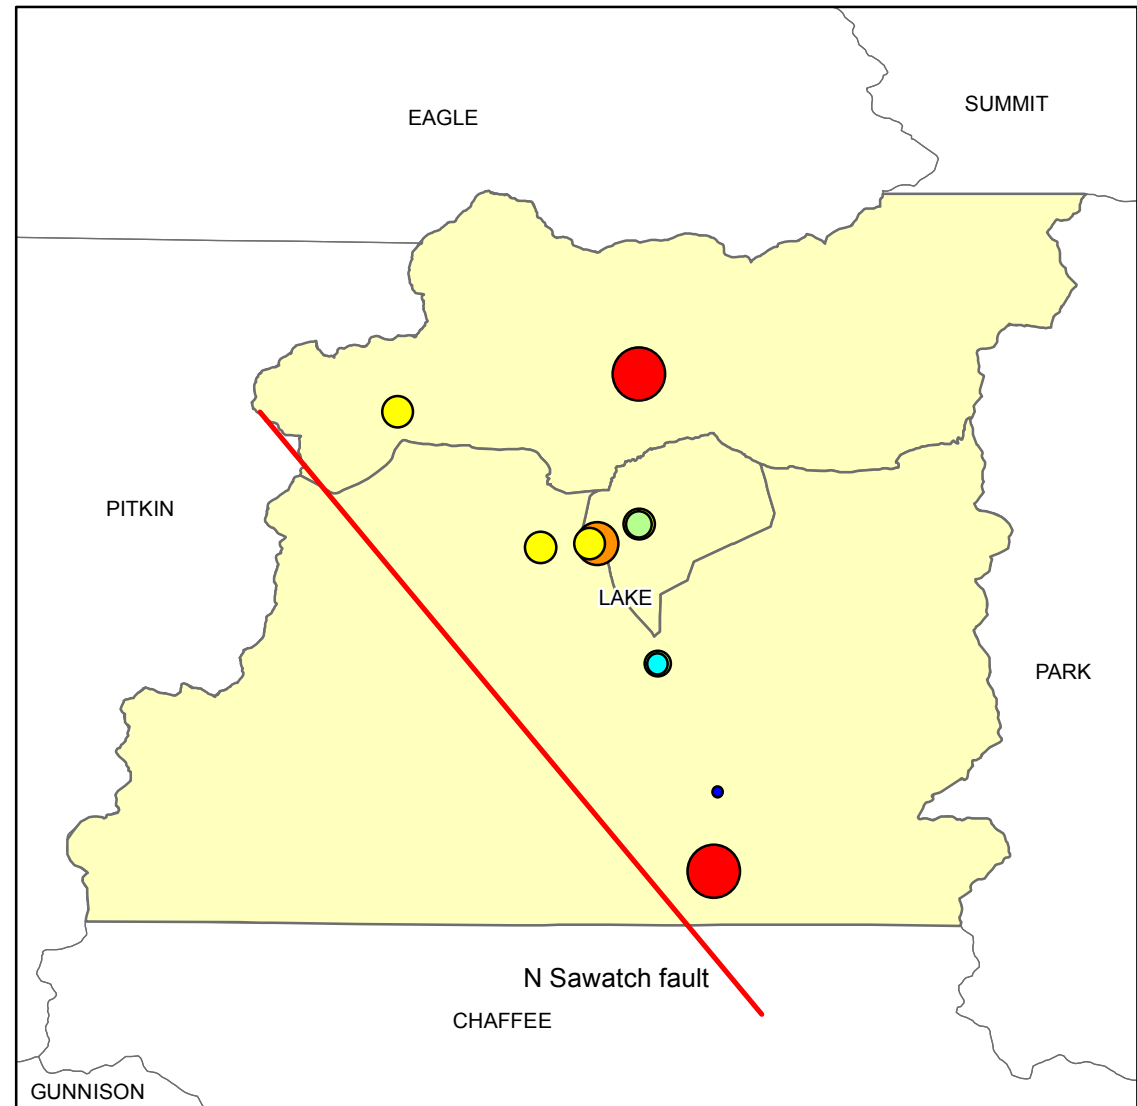 SUMMIT
EAGLE
PITKIN
LAKE
PARK
N Sawatch fault
CHAFFEE
GUNNISON